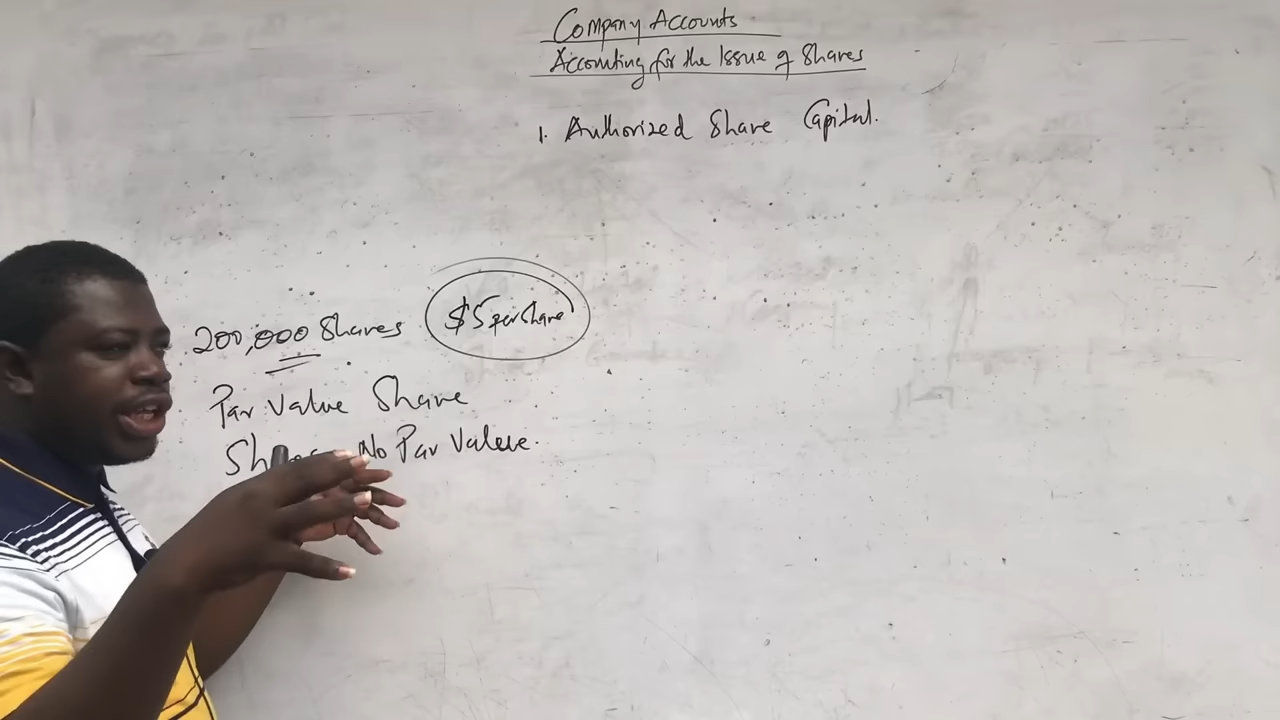 Company Accounts
Accounting for the Issue of Shares
1. Authorized Share Capital.
200,000 Shares $5 per share
Par Value Share
No Par Value.